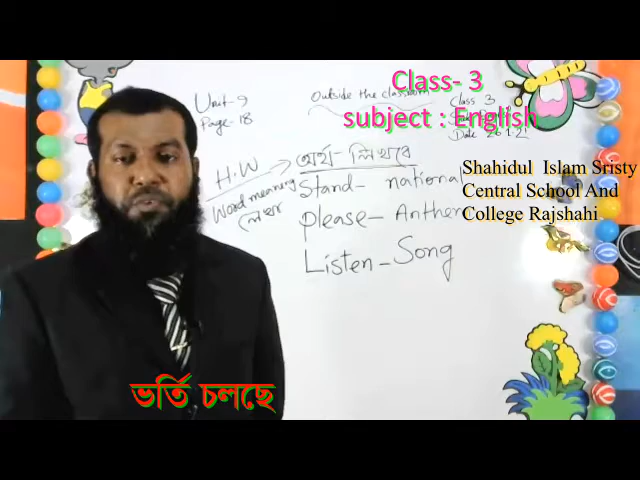 Class- 3
subject : English
Shahidul Islam Sristy
Central School And
College Rajshahi
Unit-9
Page-18
Outside the classroom
Class 3
Date 26.1.21
H.W
Word meaning
লেখার
অর্থ- লিখবে
Stand- national
please- Anthem
Listen-Song
ভর্তি চলছে